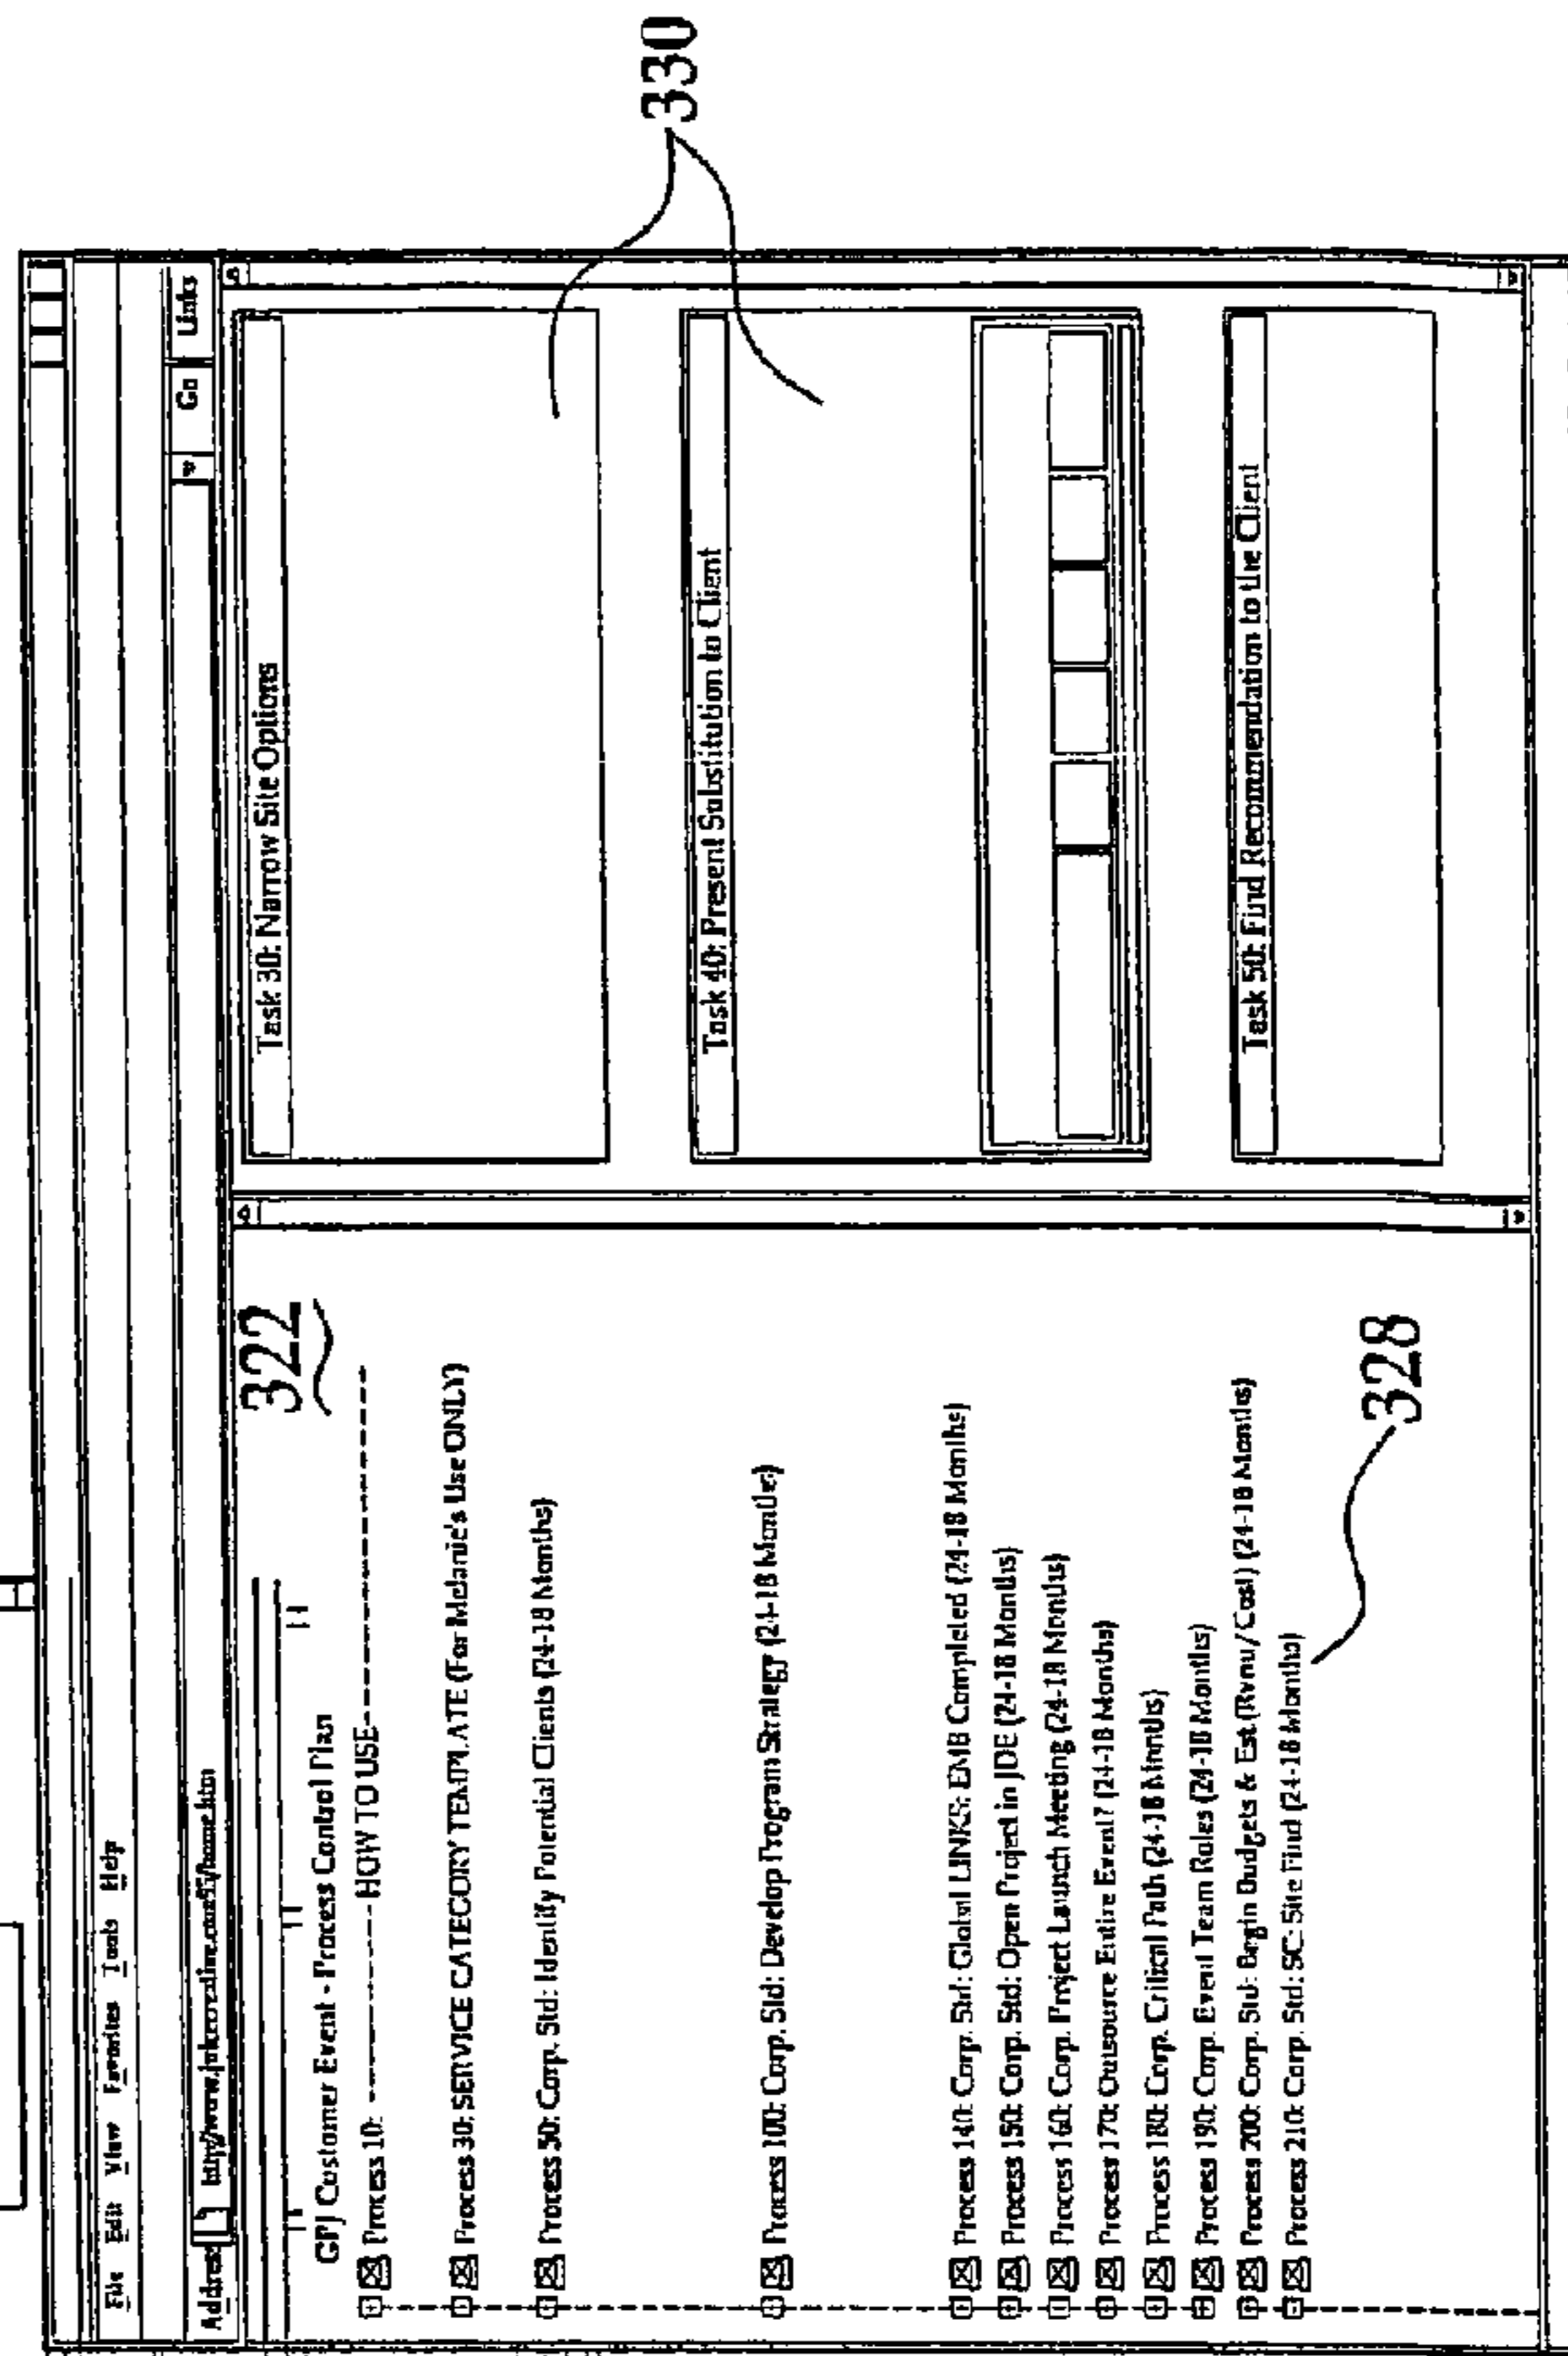 File Edit View Favorites Tools Help
Address
Go Links
GPJ Customer Event - Process Control Plan
322
Process 10: ---------- HOW TO USE--------------------------
Process 30: SERVICE CATEGORY TEMPLATE (For Melanie's Use ONLY)
Process 50: Corp. Std: Identify Potential Clients (24-18 Months)
Process 100: Corp. Std: Develop Program Strategy (24-18 Months)
Process 140: Corp. Std: Global LINKS: EMB Completed (24-18 Months)
Process 150: Corp. Std: Open Project in JDE (24-18 Months)
Process 160: Corp. Project Launch Meeting (24-18 Months)
Process 170: Outsource Entire Event? (24-18 Months)
Process 180: Corp. Critical Path (24-18 Months)
Process 190: Corp. Event Team Roles (24-18 Months)
Process 200: Corp. Std: Begin Budgets & Est (Rvnu/Cost) (24-18 Months)
Process 210: Corp. Std: SC: Site Find (24-18 Months)
328
Task 30: Narrow Site Options
Task 40: Present Substitution to Client
Task 50: Find Recommendation to the Client
330